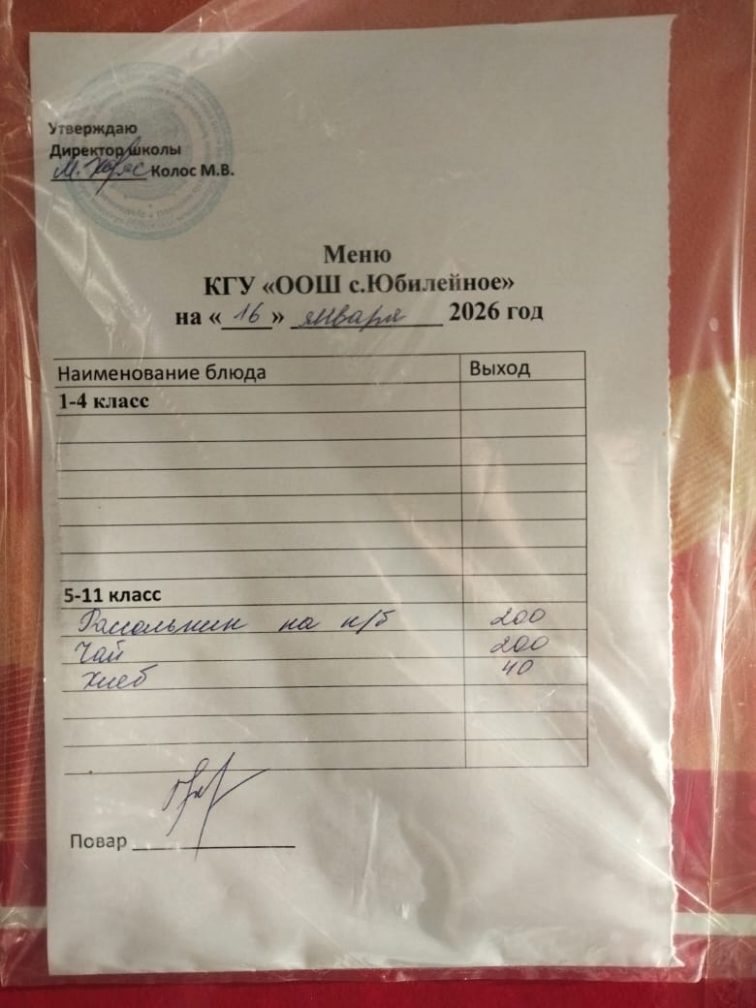 Утверждаю
Директор школы
Колос М.В.
Меню
КГУ «ООШ с.Юбилейное»
на « 16 » января 2026 год
Наименование блюда Выход
1-4 класс
5-11 класс
Рассольник на к/б 200
Чай 200
Хлеб 40
Повар